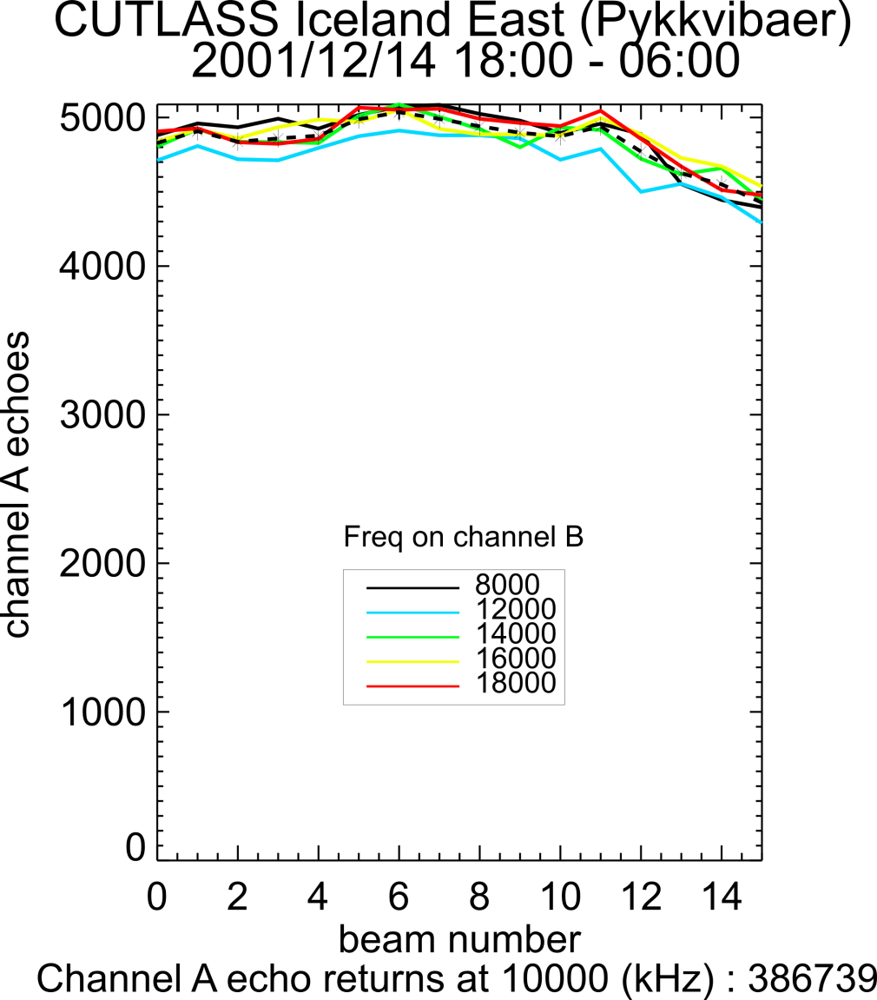 CUTLASS Iceland East (Pykkvibaer)
2001/12/14 18:00 - 06:00
5000
4000
3000
2000
1000
0
channel A echoes
Freq on channel B
8000
12000
14000
16000
18000
0 2 4 6 8 10 12 14
beam number
Channel A echo returns at 10000 (kHz) : 386739